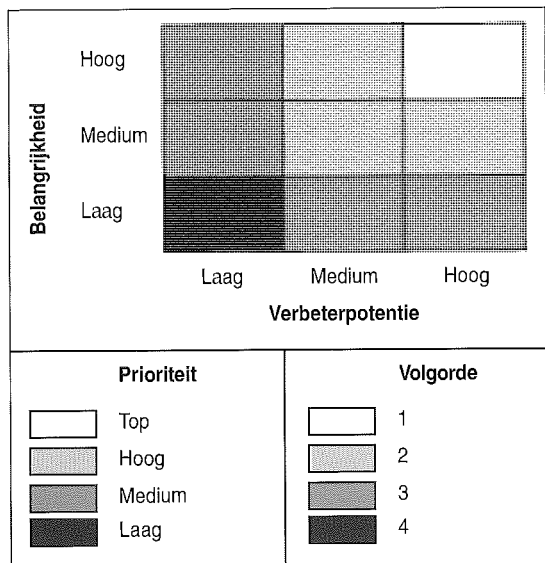 Belangrijkheid
Hoog
Medium
Laag
Laag Medium Hoog
Verbeterpotentie
Prioriteit
Top
Hoog
Medium
Laag
Volgorde
1
2
3
4